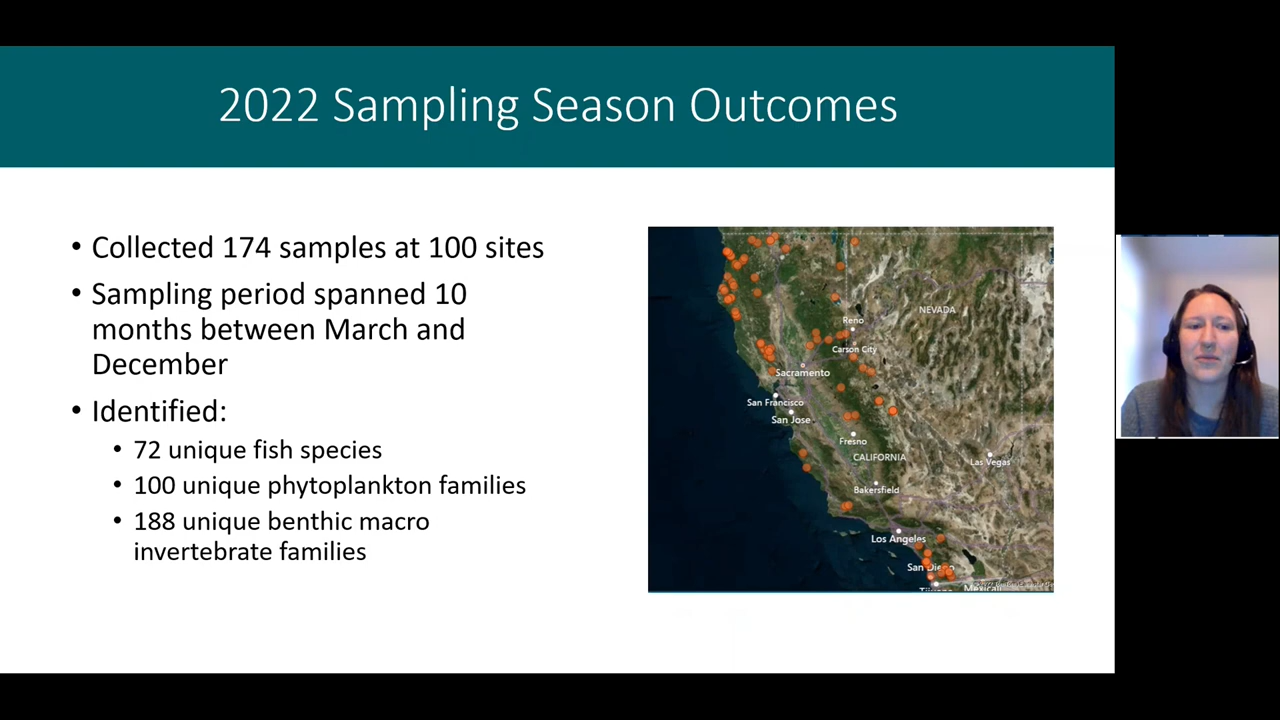 2022 Sampling Season Outcomes
• Collected 174 samples at 100 sites
• Sampling period spanned 10
months between March and
December
• Identified:
• 72 unique fish species
• 100 unique phytoplankton families
• 188 unique benthic macro
invertebrate families
NEVADA
Reno
Carson City
Sacramento
San Francisco
San Jose
Fresno
CALIFORNIA
Las Vegas
Bakersfield
Los Angeles
San Diego